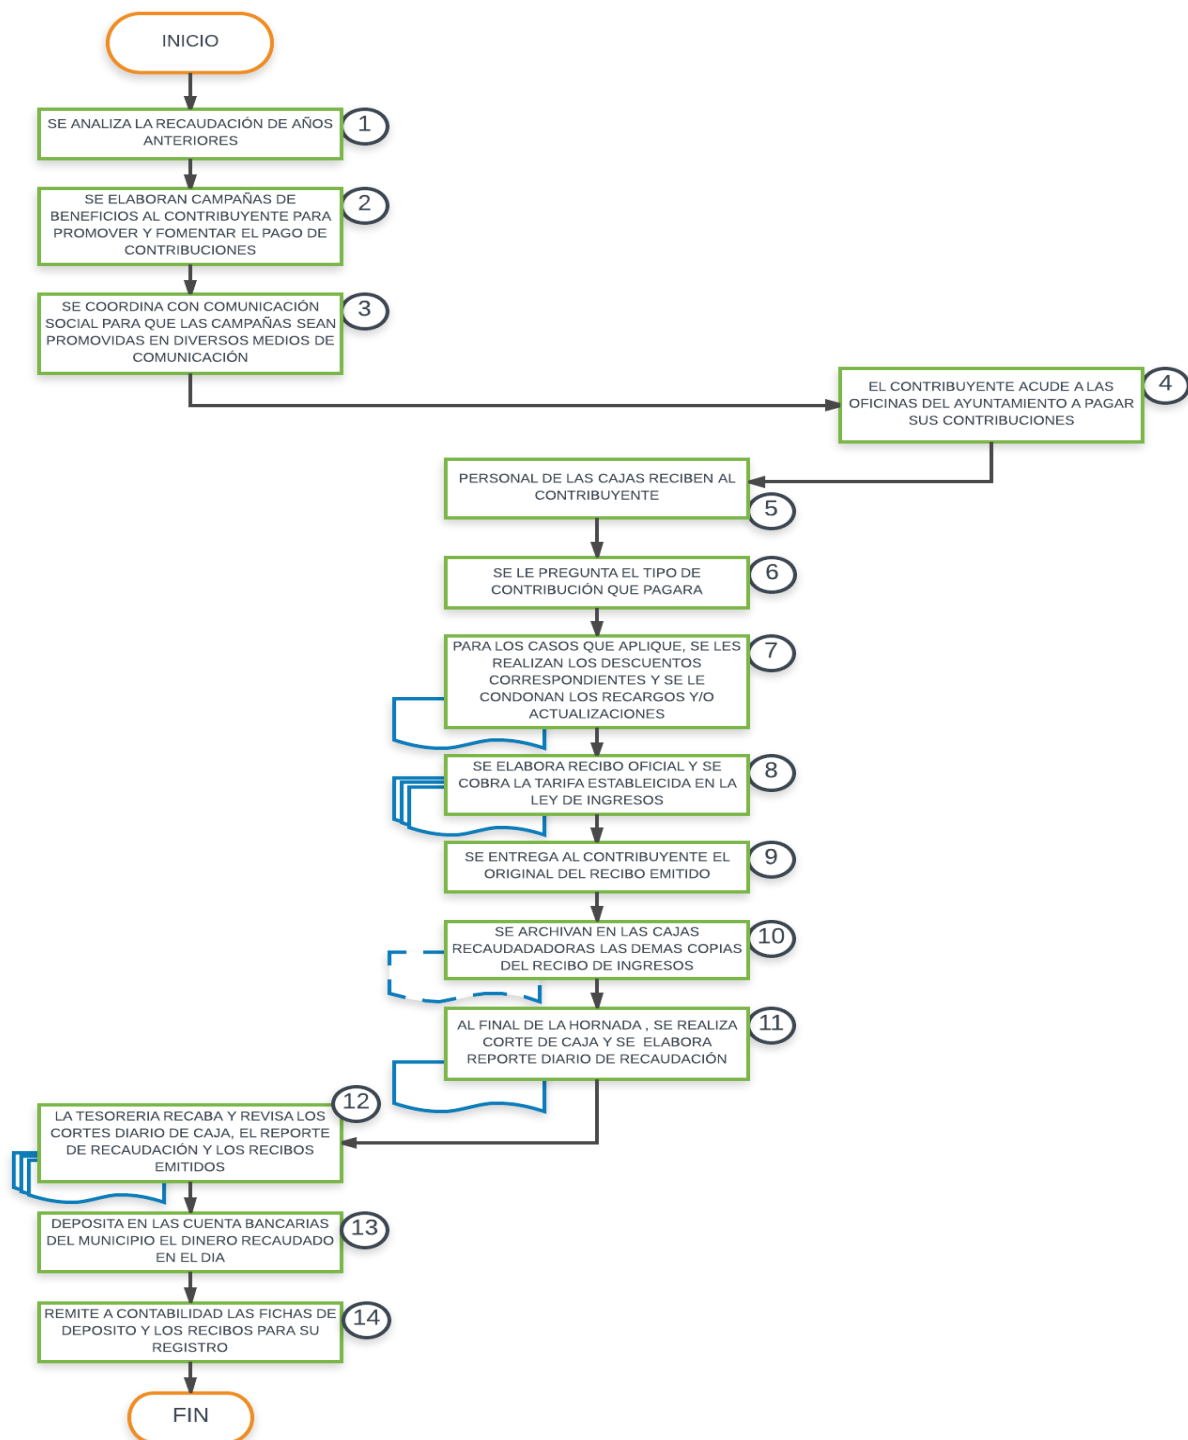 INICIO
SE ANALIZA LA RECAUDACIÓN DE AÑOS
ANTERIORES
1
SE ELABORAN CAMPAÑAS DE
BENEFICIOS AL CONTRIBUYENTE PARA
PROMOVER Y FOMENTAR EL PAGO DE
CONTRIBUCIONES
2
SE COORDINA CON COMUNICACIÓN
SOCIAL PARA QUE LAS CAMPAÑAS SEAN
PROMOVIDAS EN DIVERSOS MEDIOS DE
COMUNICACIÓN
3
EL CONTRIBUYENTE ACUDE A LAS
OFICINAS DEL AYUNTAMIENTO A PAGAR
SUS CONTRIBUCIONES
4
PERSONAL DE LAS CAJAS RECIBEN AL
CONTRIBUYENTE
5
SE LE PREGUNTA EL TIPO DE
CONTRIBUCIÓN QUE PAGARA
6
PARA LOS CASOS QUE APLIQUE, SE LES
REALIZAN LOS DESCUENTOS
CORRESPONDIENTES Y SE LE
CONDONAN LOS RECARGOS Y/O
ACTUALIZACIONES
7
SE ELABORA RECIBO OFICIAL Y SE
COBRA LA TARIFA ESTABLEICIDA EN LA
LEY DE INGRESOS
8
SE ENTREGA AL CONTRIBUYENTE EL
ORIGINAL DEL RECIBO EMITIDO
9
SE ARCHIVAN EN LAS CAJAS
RECAUDADADORAS LAS DEMAS COPIAS
DEL RECIBO DE INGRESOS
10
AL FINAL DE LA HORNADA , SE REALIZA
CORTE DE CAJA Y SE ELABORA
REPORTE DIARIO DE RECAUDACIÓN
11
LA TESORERIA RECABA Y REVISA LOS
CORTES DIARIO DE CAJA, EL REPORTE
DE RECAUDACIÓN Y LOS RECIBOS
EMITIDOS
12
DEPOSITA EN LAS CUENTA BANCARIAS
DEL MUNICIPIO EL DINERO RECAUDADO
EN EL DIA
13
REMITE A CONTABILIDAD LAS FICHAS DE
DEPOSITO Y LOS RECIBOS PARA SU
REGISTRO
14
FIN